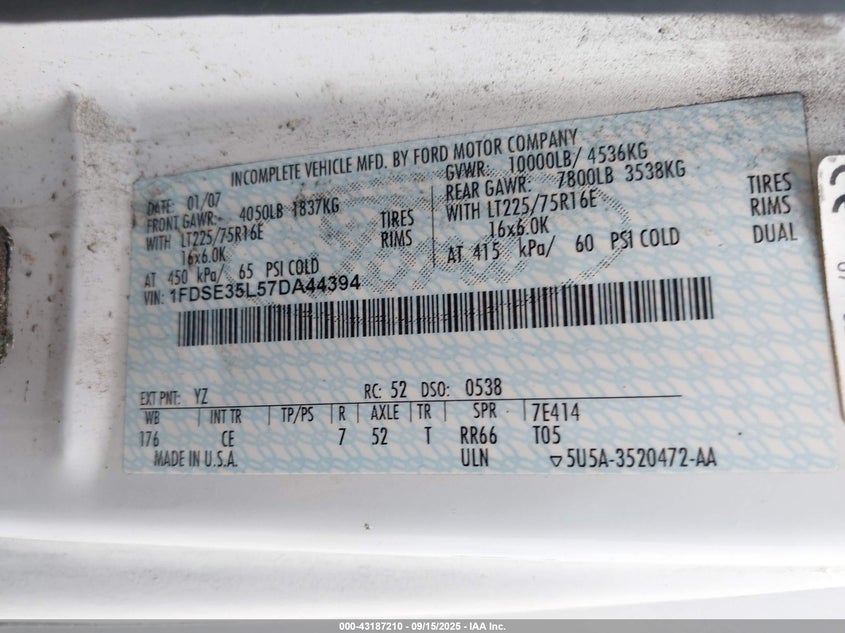 INCOMPLETE VEHICLE MFD. BY FORD MOTOR COMPANY
DATE: 01/07
GVWR: 10000LB/ 4536KG
FRONT GAWR: 4050LB 1837KG
REAR GAWR: 7800LB 3538KG
WITH LT225/75R16E TIRES
WITH LT225/75R16E TIRES
16x6.0K RIMS
16x6.0K RIMS
AT 450 kPa/ 65 PSI COLD
AT 415 kPa/ 60 PSI COLD DUAL
VIN: 1FDSE35L57DA44394
EXT PNT: YZ RC: 52 DSO: 0538
WB INT TR TP/PS R AXLE TR SPR 7E414
176 CE 7 52 T RR66 T05
MADE IN U.S.A. ULN ▽5U5A-3520472-AA
000-43187210 - 09/15/2025 - IAA Inc.